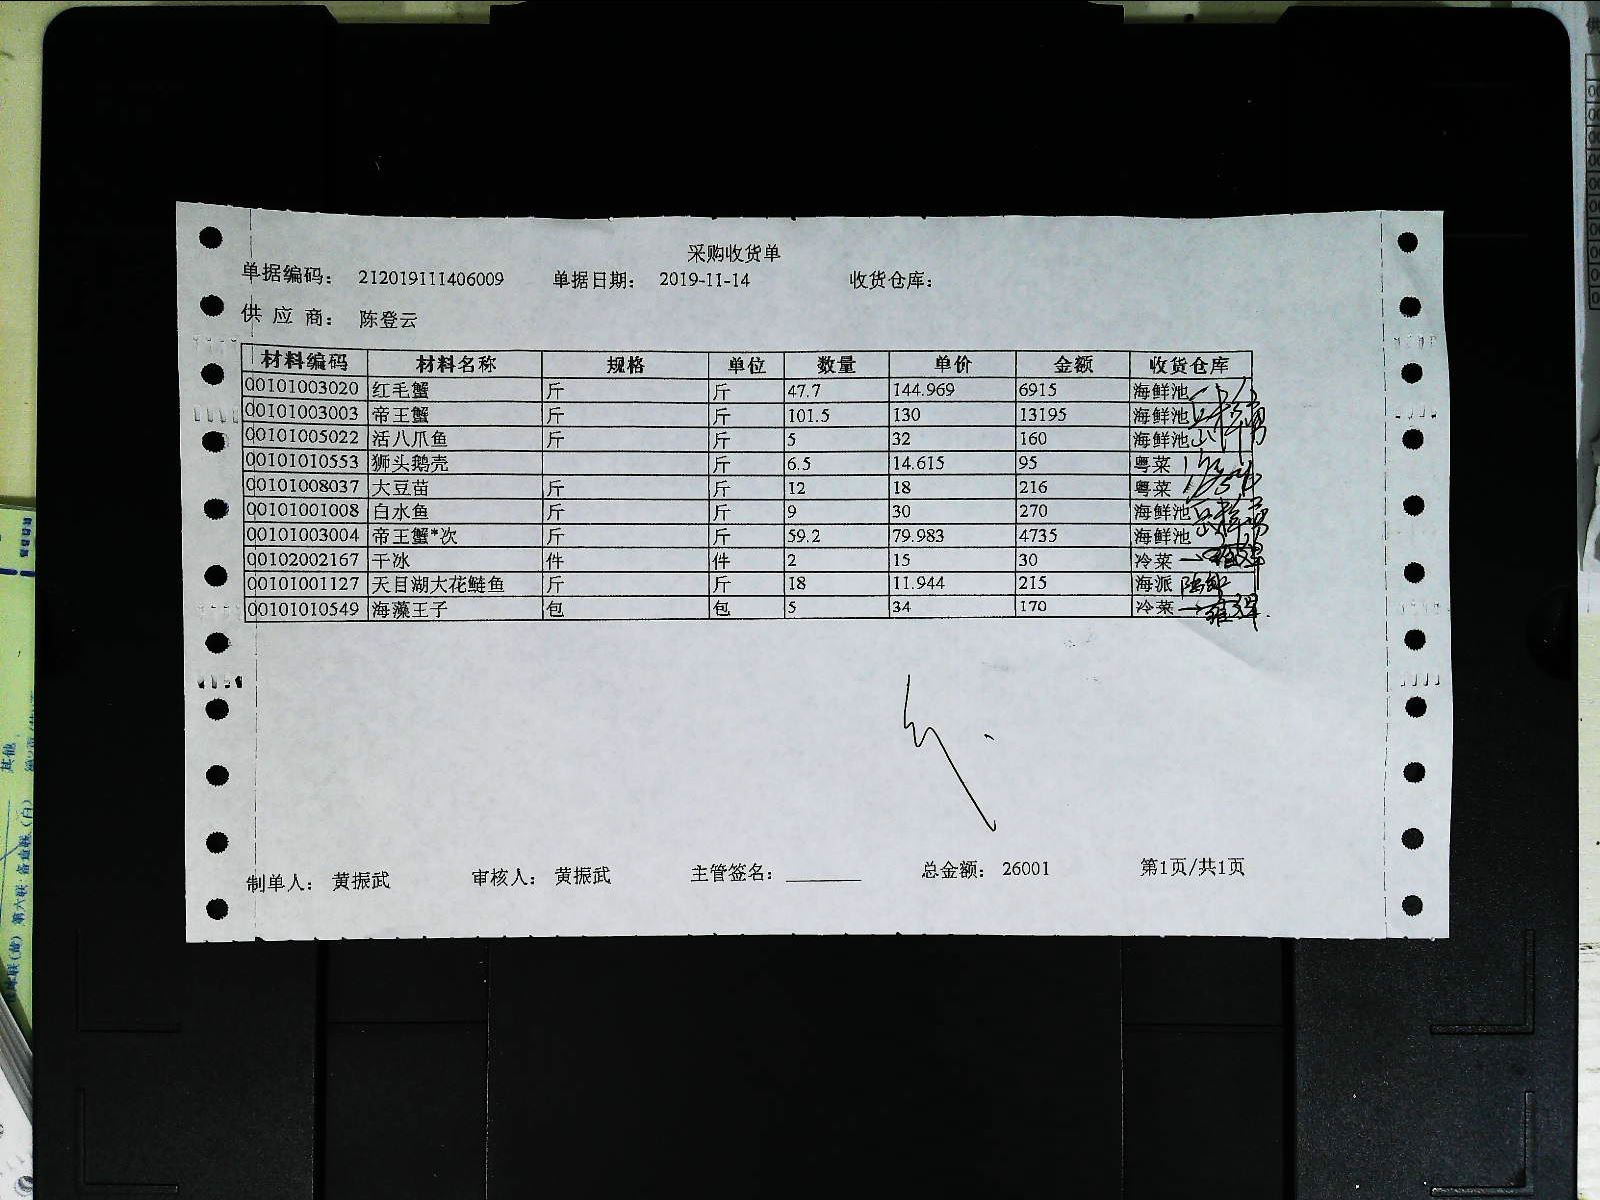 采购收货单
单据编码： 212019111406009 单据日期： 2019-11-14 收货仓库：
供 应 商： 陈登云
材料编码 材料名称 规格 单位 数量 单价 金额 收货仓库
00101003020 红毛蟹 斤 斤 47.7 144.969 6915 海鲜池
00101003003 帝王蟹 斤 斤 101.5 130 13195 海鲜池
00101005022 活八爪鱼 斤 斤 5 32 160 海鲜池
00101010553 狮头鹅壳 斤 6.5 14.615 95 粤菜
00101008037 大豆苗 斤 斤 12 18 216 粤菜
00101001008 白水鱼 斤 斤 9 30 270 海鲜池
00101003004 帝王蟹*次 斤 斤 59.2 79.983 4735 海鲜池
00102002167 干冰 件 件 2 15 30 冷菜
00101001127 天目湖大花鲢鱼 斤 斤 18 11.944 215 海派
00101010549 海藻王子 包 包 5 34 170 冷菜
制单人： 黄振武 审核人： 黄振武 主管签名： 总金额： 26001 第1页/共1页